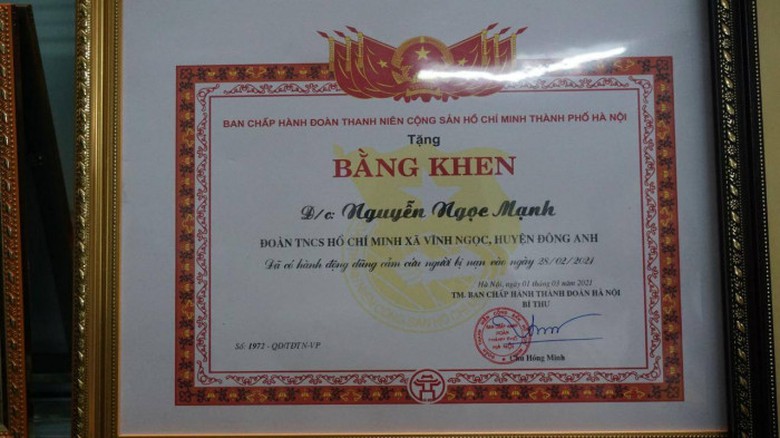 BAN CHẤP HÀNH ĐOÀN THANH NIÊN CỘNG SẢN HỒ CHÍ MINH THÀNH PHỐ HÀ NỘI
Tặng
BẰNG KHEN
Đ/c: Nguyễn Ngọc Mạnh
ĐOÀN TNCS HỒ CHÍ MINH XÃ VĨNH NGỌC, HUYỆN ĐÔNG ANH
Đã có hành động dũng cảm cứu người bị nạn vào ngày 28/02/2021
Hà Nội, ngày 01 tháng 03 năm 2021
TM. BAN CHẤP HÀNH THÀNH ĐOÀN HÀ NỘI
BÍ THƯ
Số: 1972 - QĐ/TĐTN-VP
Chu Hồng Minh